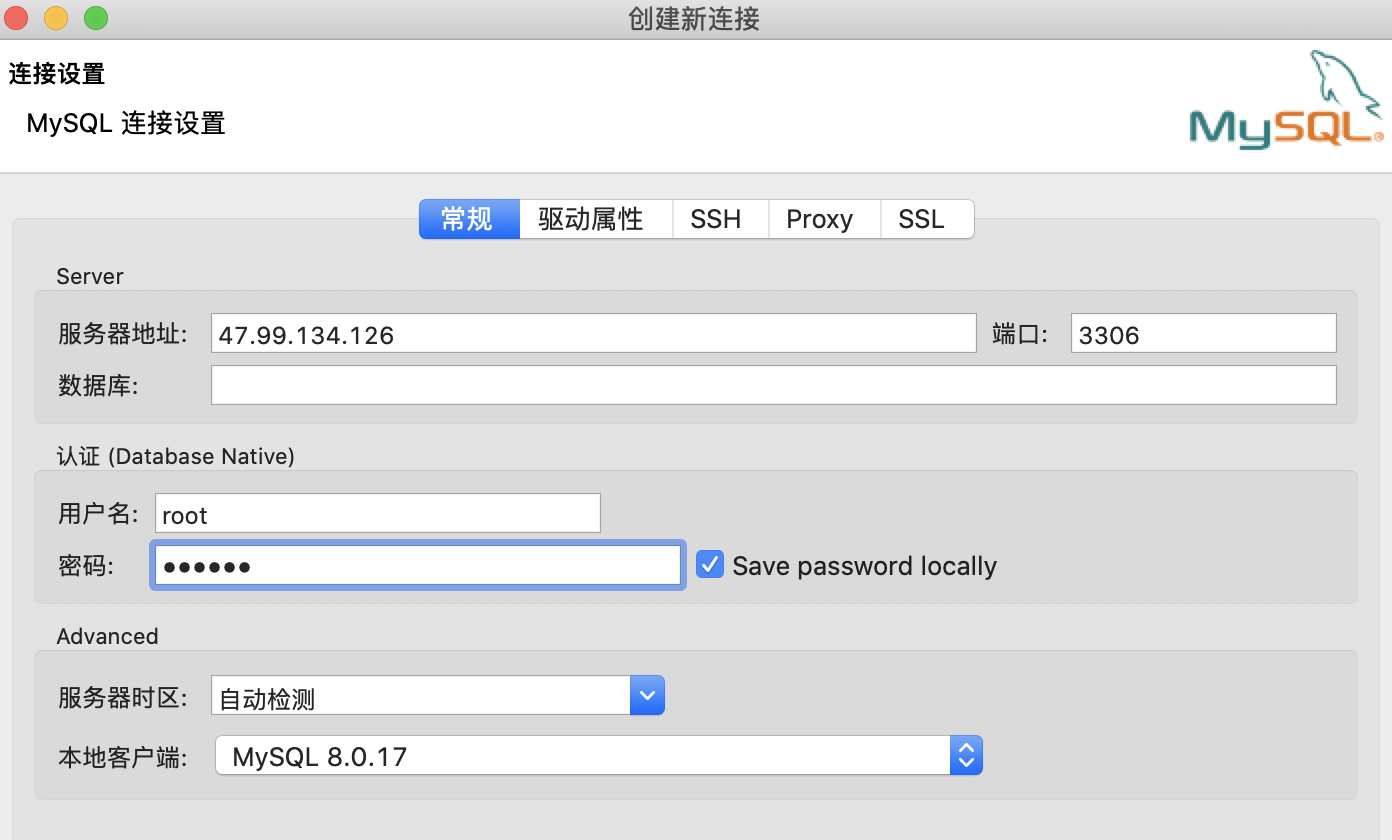 创建新连接
连接设置
MySQL 连接设置
MySQL®
常规 驱动属性 SSH Proxy SSL
Server
服务器地址: 47.99.134.126 端口: 3306
数据库:
认证 (Database Native)
用户名: root
密码: •••••• Save password locally
Advanced
服务器时区: 自动检测
本地客户端: MySQL 8.0.17